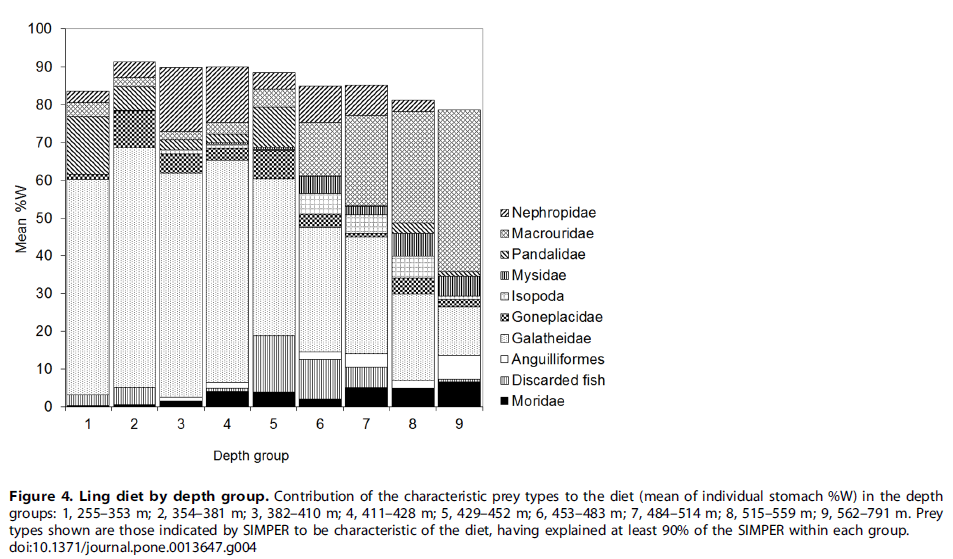 100
90
80
70
60
50
40
30
20
10
0
Mean %W
1 2 3 4 5 6 7 8 9
Depth group
Nephropidae
Macrouridae
Pandalidae
Mysidae
Isopoda
Goneplacidae
Galatheidae
Anguilliformes
Discarded fish
Moridae
Figure 4. Ling diet by depth group. Contribution of the characteristic prey types to the diet (mean of individual stomach %W) in the depth
groups: 1, 255–353 m; 2, 354–381 m; 3, 382–410 m; 4, 411–428 m; 5, 429–452 m; 6, 453–483 m; 7, 484–514 m; 8, 515–559 m; 9, 562–791 m. Prey
types shown are those indicated by SIMPER to be characteristic of the diet, having explained at least 90% of the SIMPER within each group.
doi:10.1371/journal.pone.0013647.g004